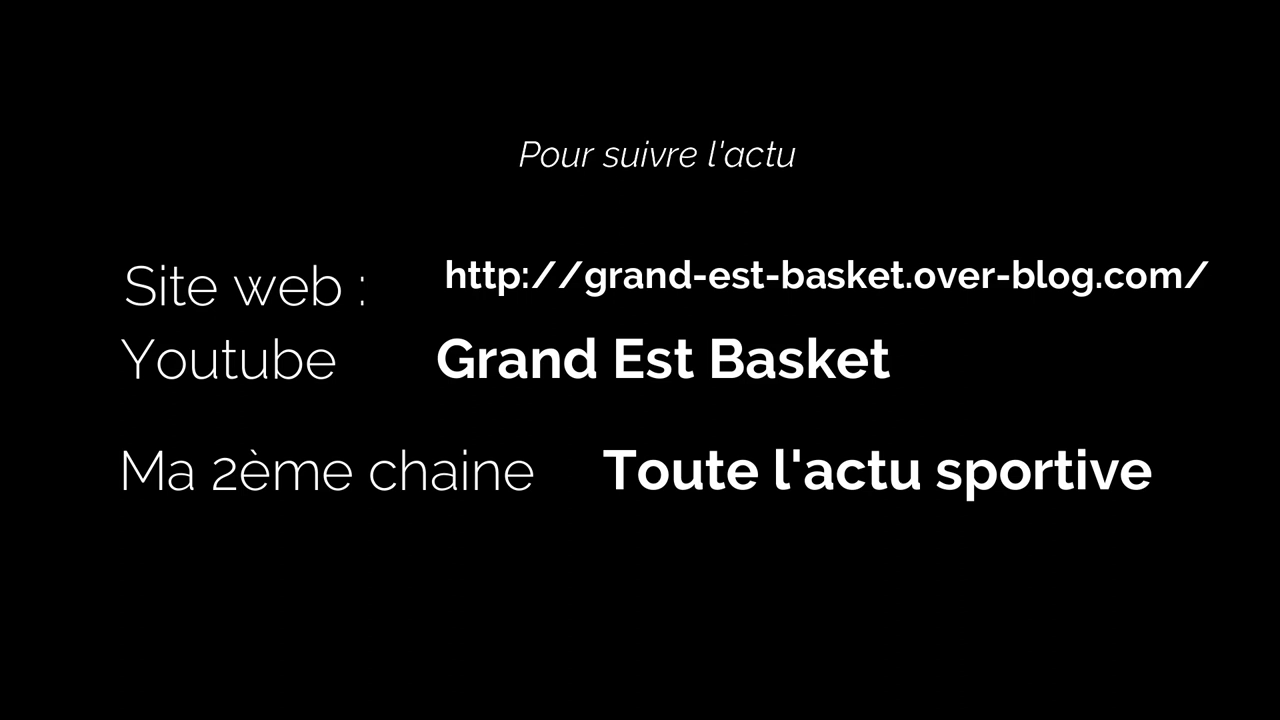 Pour suivre l'actu
Site web : http://grand-est-basket.over-blog.com/
Youtube Grand Est Basket
Ma 2ème chaine Toute l'actu sportive